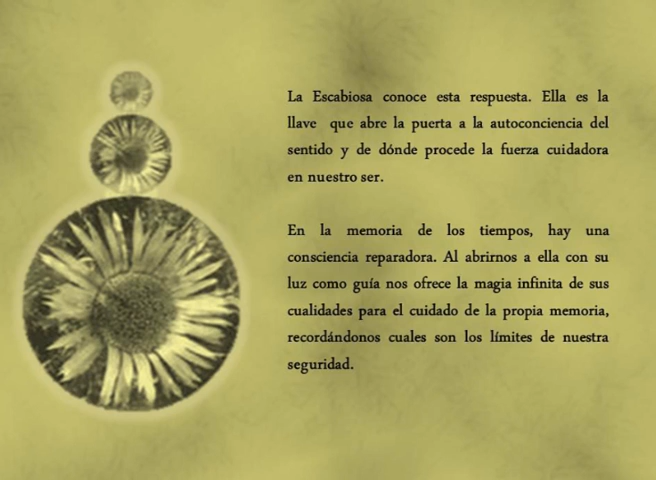 La Escabiosa conoce esta respuesta. Ella es la
llave que abre la puerta a la autoconciencia del
sentido y de dónde procede la fuerza cuidadora
en nuestro ser.
En la memoria de los tiempos, hay una
consciencia reparadora. Al abrirnos a ella con su
luz como guía nos ofrece la magia infinita de sus
cualidades para el cuidado de la propia memoria,
recordándonos cuales son los límites de nuestra
seguridad.